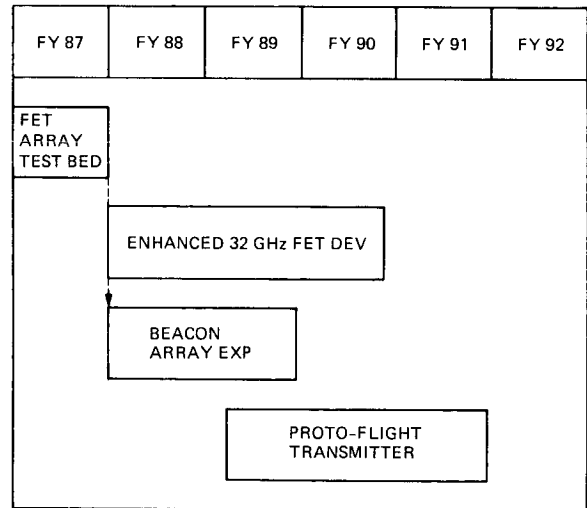 FY 87 FY 88 FY 89 FY 90 FY 91 FY 92
FET
ARRAY
TEST BED
ENHANCED 32 GHz FET DEV
BEACON
ARRAY EXP
PROTO-FLIGHT
TRANSMITTER